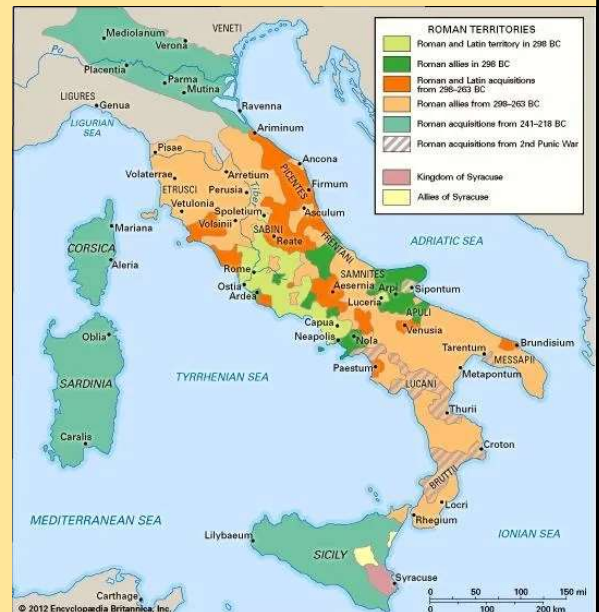 ROMAN TERRITORIES
Roman and Latin territory in 298 BC
Roman allies in 298 BC
Roman and Latin acquisitions
from 298–263 BC
Roman allies from 298–263 BC
Roman acquisitions from 241–218 BC
Roman acquisitions from 2nd Punic War
Kingdom of Syracuse
Allies of Syracuse
Mediolanum
VENETI
Verona
Po
Placentia
Parma
Mutina
LIGURES
Genua
Ravenna
LIGURIAN
SEA
Ariminum
Pisae
Ancona
Volaterrae
Arretium
PICENTES
Firmum
ETRUSCI
Perusia
Tiber
Vetulonia
Spoletium
Asculum
Volsinii
SABINI
Reate
FRENTANI
Mariana
CORSICA
Aleria
ADRIATIC SEA
Rome
SAMNITES
Ostia
Aesernia
Arpi
Sipontum
Ardea
Luceria
APULI
Capua
Venusia
Neapolis
Nola
Brundisium
Tarentum
MESSAPII
Oblia
Paestum
LUCANI
Metapontum
TYRRHENIAN SEA
SARDINIA
Thurii
Caralis
Croton
BRUTTII
Locri
Rhegium
MEDITERRANEAN SEA
IONIAN SEA
Lilybaeum
SICILY
Syracuse
Carthage
0 50 100 150 mi
0 100 200 km
© 2012 Encyclopædia Britannica, Inc.